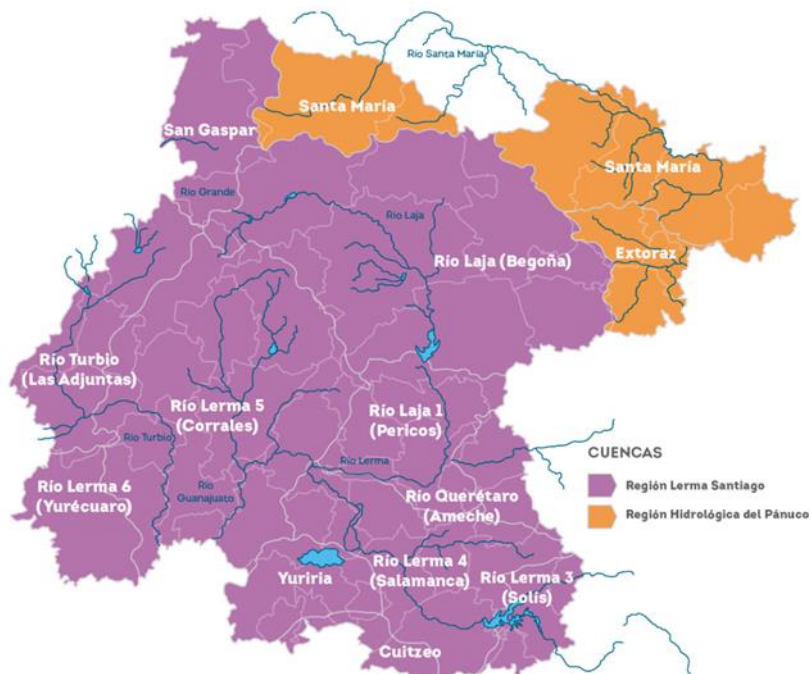 Río Santa María
Santa María
San Gaspar
Santa María
Río Grande
Río Laja
Río Laja (Begoña)
Extoraz
Río Turbio
(Las Adjuntas)
Río Lerma 5
(Corrales)
Río Laja 1
(Pericos)
Río Turbio
Río Lerma
CUENCAS
Región Lerma Santiago
Región Hidrológica del Pánuco
Río Lerma 6
(Yurécuaro)
Río
Guanajuato
Río Querétaro
(Ameche)
Yuriria
Río Lerma 4
(Salamanca)
Río Lerma 3
(Solís)
Cuitzeo